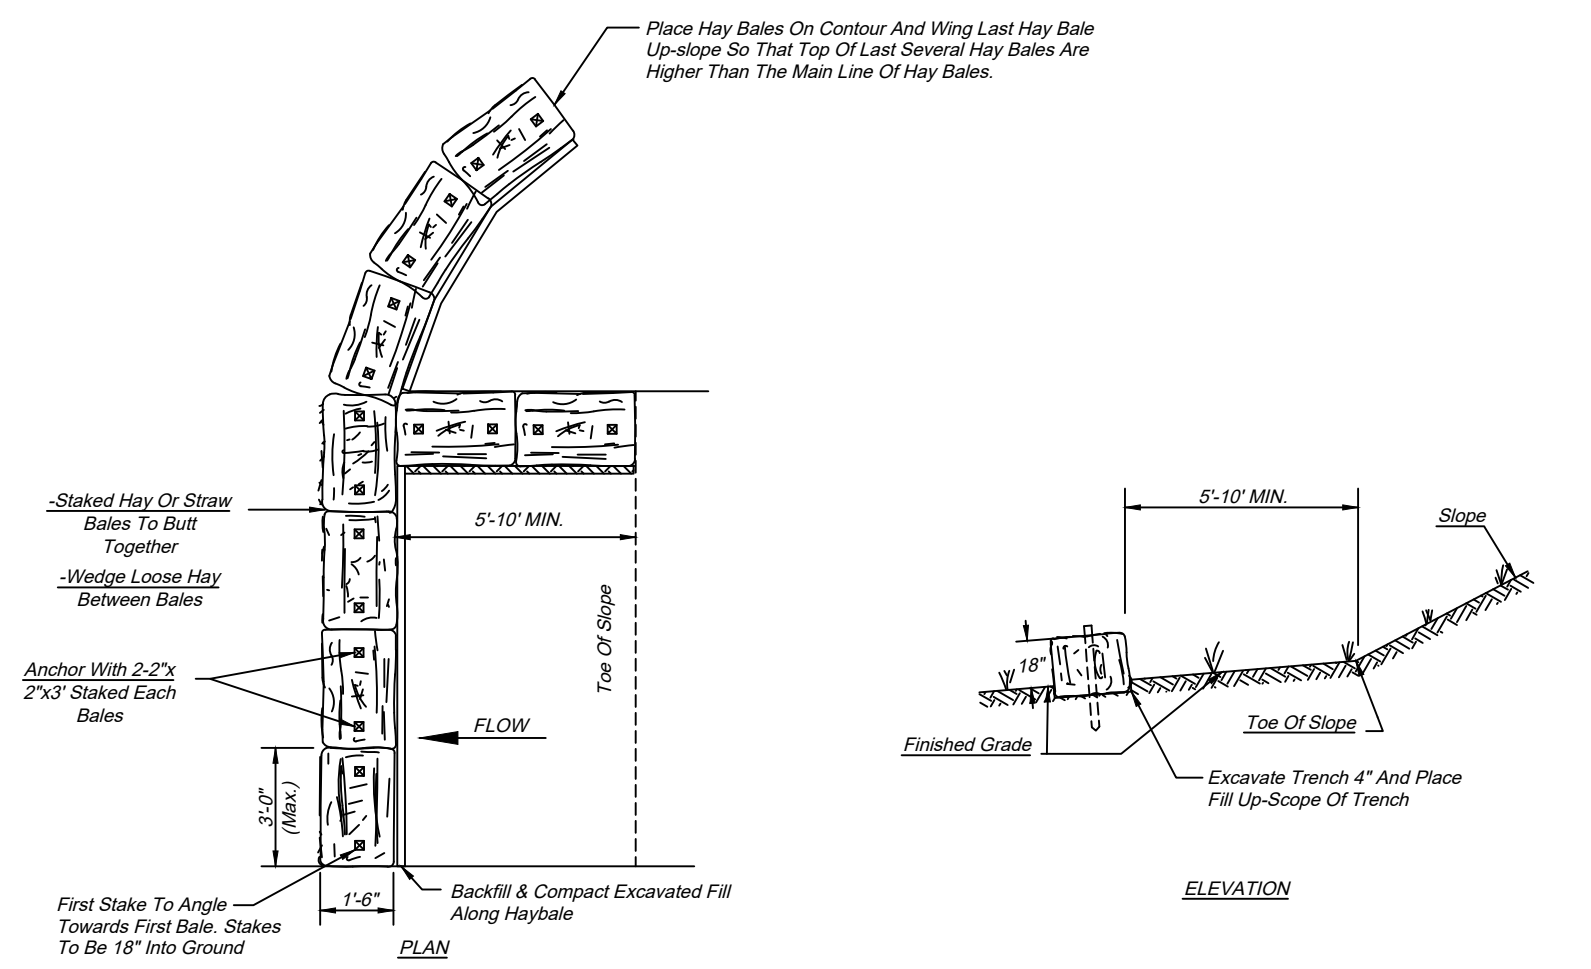 Place Hay Bales On Contour And Wing Last Hay Bale
Up-slope So That Top Of Last Several Hay Bales Are
Higher Than The Main Line Of Hay Bales.
-Staked Hay Or Straw
Bales To Butt
Together
-Wedge Loose Hay
Between Bales
Anchor With 2-2"x
2"x3' Staked Each
Bales
5'-10' MIN.
Toe Of Slope
FLOW
3'-0"
(Max.)
1'-6"
First Stake To Angle
Towards First Bale. Stakes
To Be 18" Into Ground
Backfill & Compact Excavated Fill
Along Haybale
PLAN
5'-10' MIN.
Slope
18"
Finished Grade
Toe Of Slope
Excavate Trench 4" And Place
Fill Up-Scope Of Trench
ELEVATION